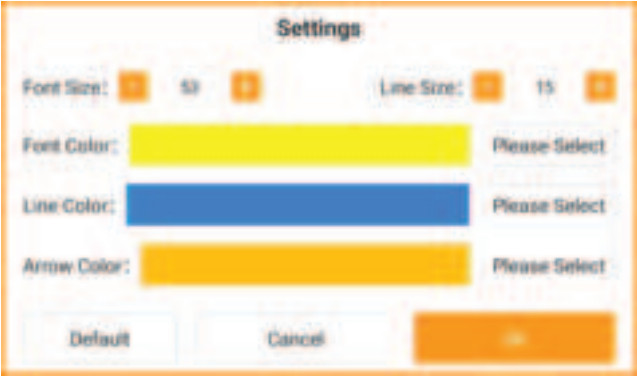 Settings
Font Size: 53 Line Size: 15
Font Color: Please Select
Line Color: Please Select
Arrow Color: Please Select
Default Cancel